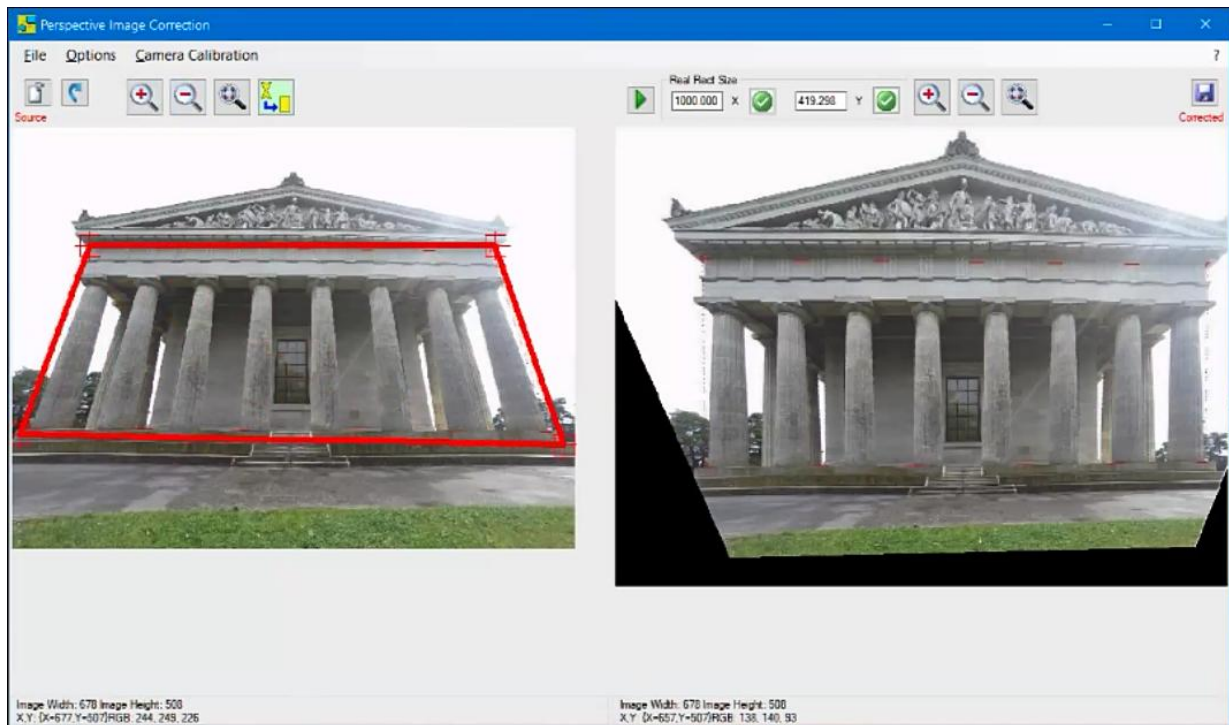 Perspective Image Correction
File Options Camera Calibration ?
Real Rect Size
1000.000 X 419.298 Y
Source
Corrected
Image Width: 678 Image Height: 508
X,Y: {X=677,Y=507}RGB: 244, 249, 226
Image Width: 678 Image Height: 508
X,Y: {X=657,Y=507}RGB: 138, 140, 93